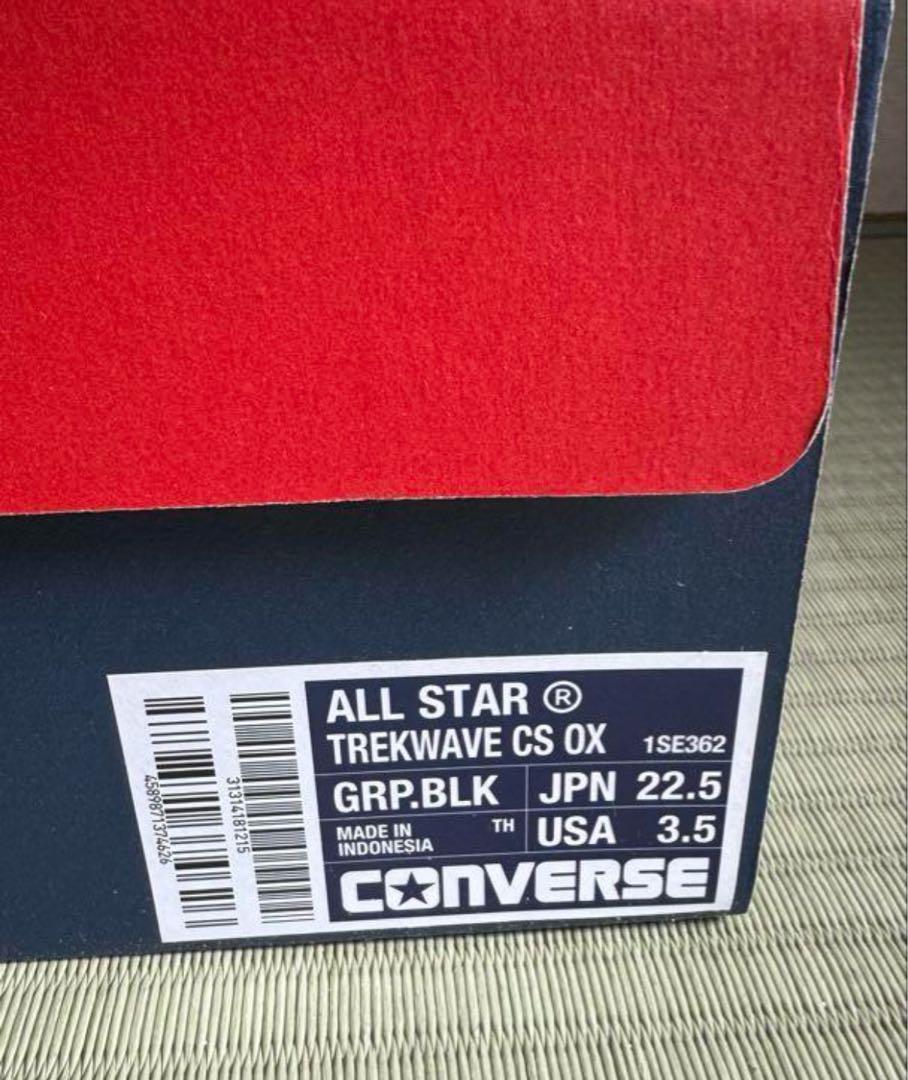 ALL STAR ®
TREKWAVE CS OX 1SE362
GRP.BLK JPN 22.5
MADE IN INDONESIA TH USA 3.5
CONVERSE
4589871374626
31314181215